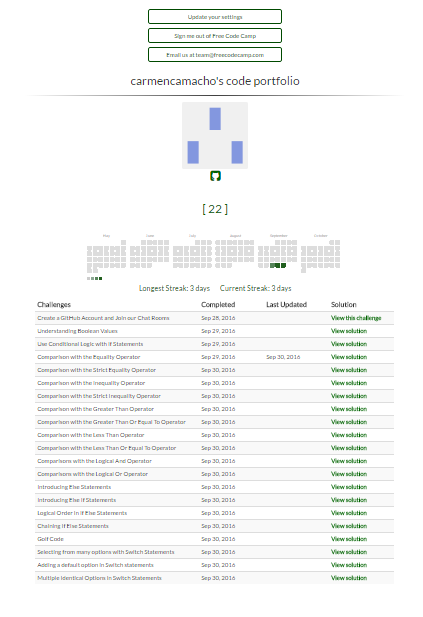 Update your settings
Sign me out of Free Code Camp
Email us at team@freecodecamp.com
carmencamacho's code portfolio
[ 22 ]
May June July August September October
Longest Streak: 3 days Current Streak: 3 days
Challenges Completed Last Updated Solution
Create a GitHub Account and Join our Chat Rooms Sep 28, 2016 View this challenge
Understanding Boolean Values Sep 29, 2016 View solution
Use Conditional Logic with If Statements Sep 29, 2016 View solution
Comparison with the Equality Operator Sep 29, 2016 Sep 30, 2016 View solution
Comparison with the Strict Equality Operator Sep 30, 2016 View solution
Comparison with the Inequality Operator Sep 30, 2016 View solution
Comparison with the Strict Inequality Operator Sep 30, 2016 View solution
Comparison with the Greater Than Operator Sep 30, 2016 View solution
Comparison with the Greater Than Or Equal To Operator Sep 30, 2016 View solution
Comparison with the Less Than Operator Sep 30, 2016 View solution
Comparison with the Less Than Or Equal To Operator Sep 30, 2016 View solution
Comparisons with the Logical And Operator Sep 30, 2016 View solution
Comparisons with the Logical Or Operator Sep 30, 2016 View solution
Introducing Else Statements Sep 30, 2016 View solution
Introducing Else If Statements Sep 30, 2016 View solution
Logical Order in If Else Statements Sep 30, 2016 View solution
Chaining If Else Statements Sep 30, 2016 View solution
Golf Code Sep 30, 2016 View solution
Selecting from many options with Switch Statements Sep 30, 2016 View solution
Adding a default option in Switch statements Sep 30, 2016 View solution
Multiple Identical Options in Switch Statements Sep 30, 2016 View solution